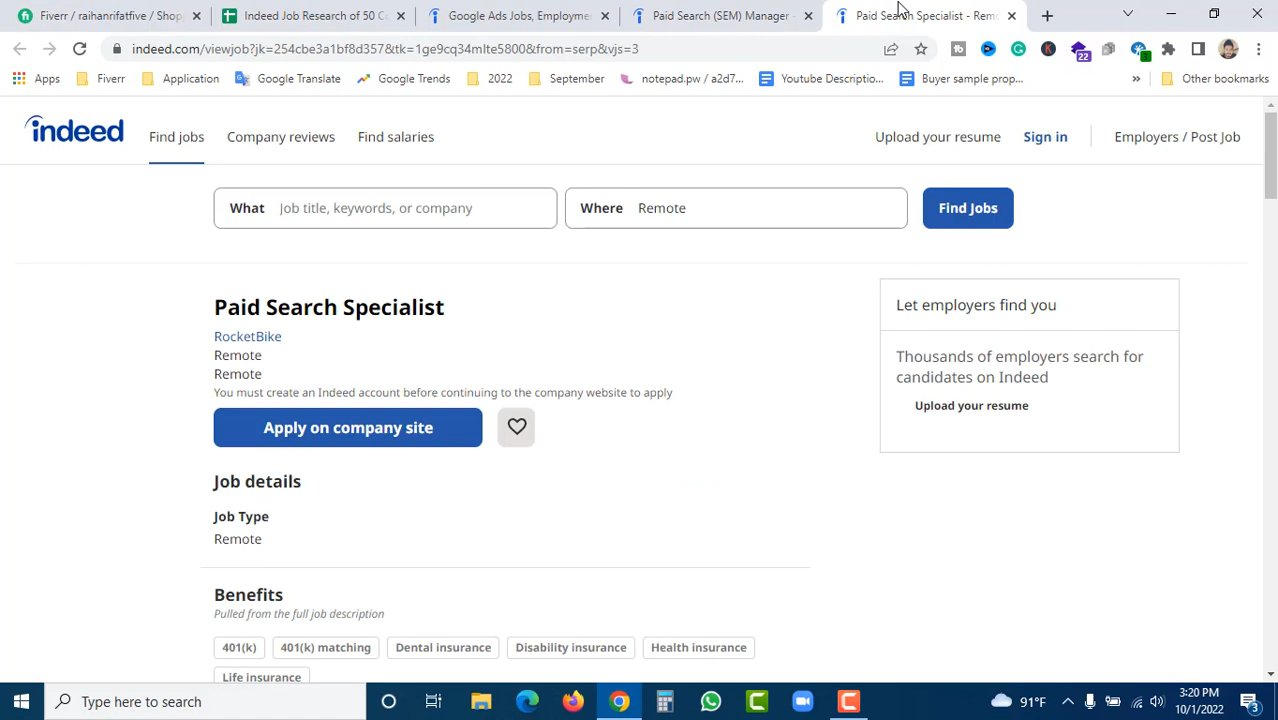 Fiverr / raihanrifatfive / Shop
Indeed Job Research of 50 C
Google Ads Jobs, Employme
Paid Search (SEM) Manager -
Paid Search Specialist - Remo
indeed.com/viewjob?jk=254cbe3a1bf8d357&tk=1ge9cq34mlte5800&from=serp&vjs=3
K
22
3
Apps
Fiverr
Application
Google Translate
Google Trends
2022
September
notepad.pw / a2d7...
Youtube Descriptio...
Buyer sample prop...
»
Other bookmarks
indeed
Find jobs
Company reviews
Find salaries
Upload your resume
Sign in
Employers / Post Job
What Job title, keywords, or company
Where Remote
Find Jobs
Paid Search Specialist
RocketBike
Remote
Remote
You must create an Indeed account before continuing to the company website to apply
Apply on company site
Let employers find you
Thousands of employers search for
candidates on Indeed
Upload your resume
Job details
Job Type
Remote
Benefits
Pulled from the full job description
401(k)
401(k) matching
Dental insurance
Disability insurance
Health insurance
Life insurance
Type here to search
91°F
3:20 PM
10/1/2022
3